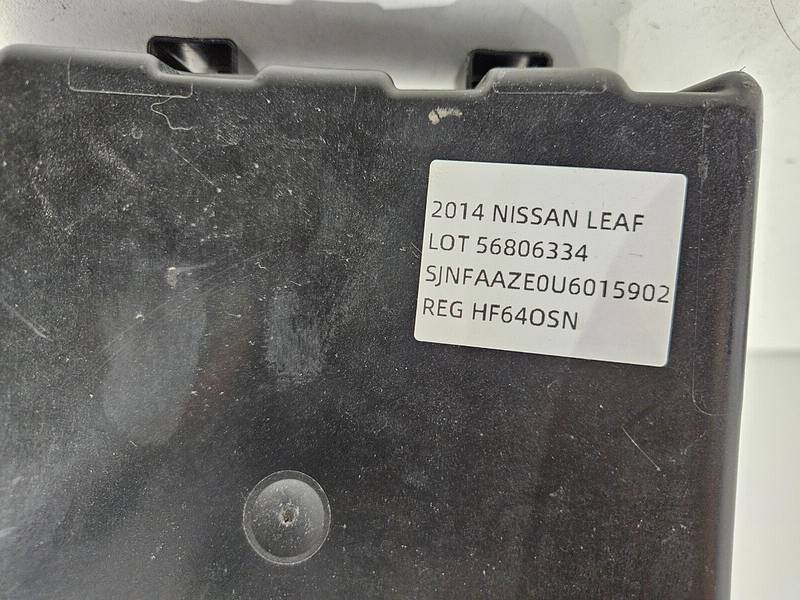 2014 NISSAN LEAF
LOT 56806334
SJNFAAZE0U6015902
REG HF64OSN